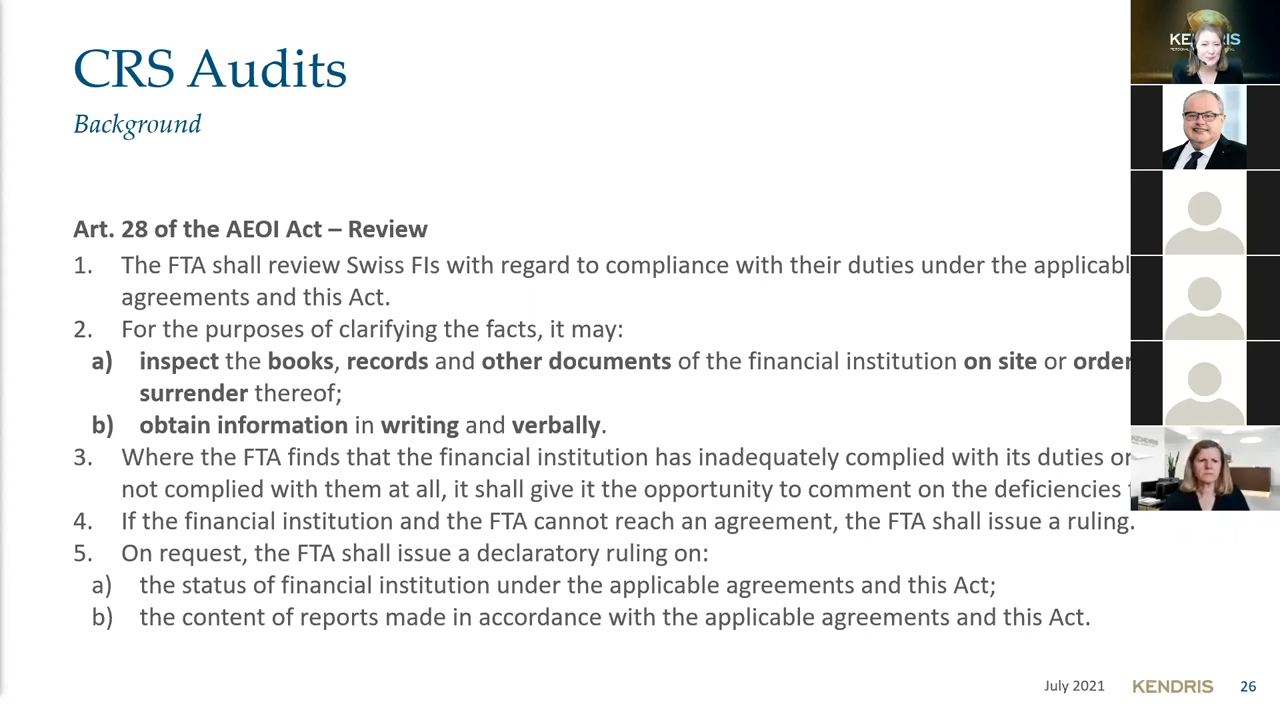 CRS Audits
Background
Art. 28 of the AEOI Act – Review
1. The FTA shall review Swiss FIs with regard to compliance with their duties under the
agreements and this Act.
2. For the purposes of clarifying the facts, it may:
a) inspect the books, records and other documents of the financial institution on site or order
surrender thereof;
b) obtain information in writing and verbally.
3. Where the FTA finds that the financial institution has inadequately complied with its duties or
not complied with them at all, it shall give it the opportunity to comment on the deficiencies
4. If the financial institution and the FTA cannot reach an agreement, the FTA shall issue a ruling.
5. On request, the FTA shall issue a declaratory ruling on:
a) the status of financial institution under the applicable agreements and this Act;
b) the content of reports made in accordance with the applicable agreements and this Act.
July 2021 KENDRIS 26